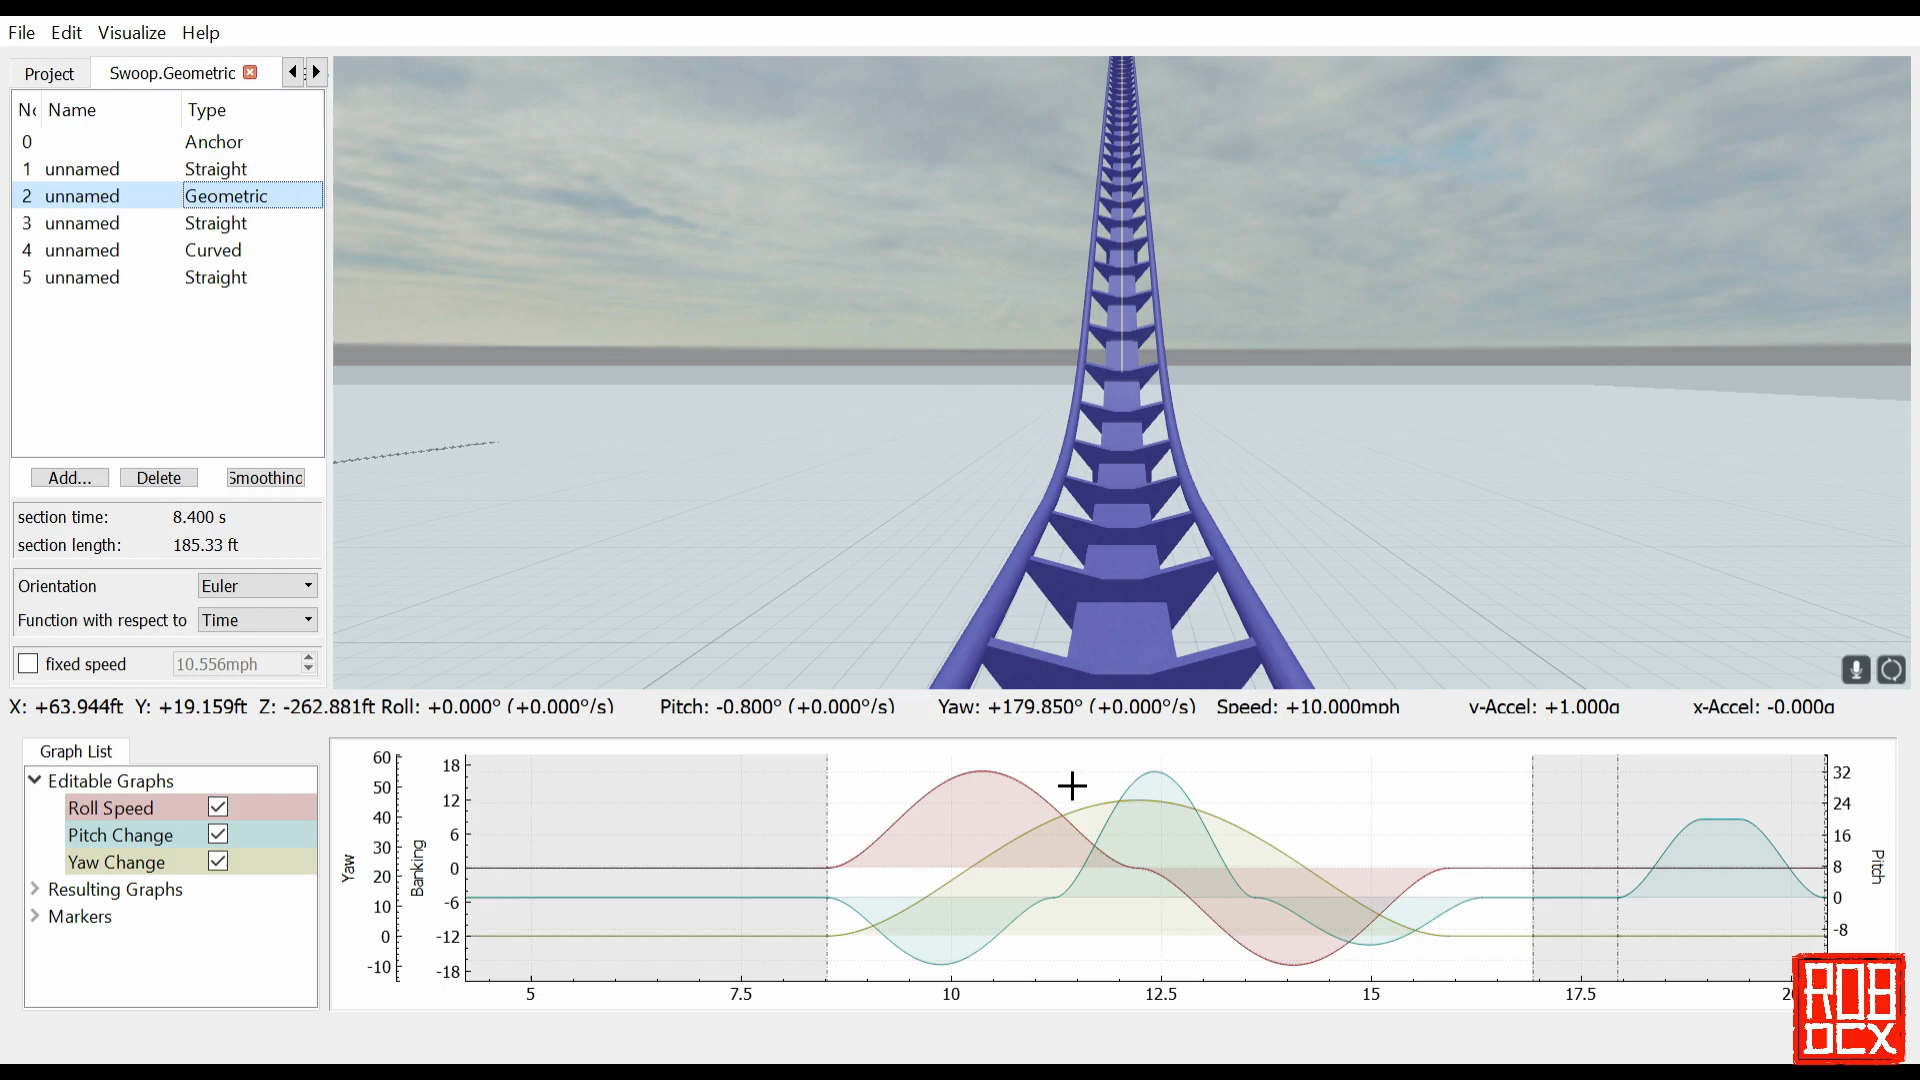 File Edit Visualize Help
Project Swoop.Geometric
Name Type
0 Anchor
1 unnamed Straight
2 unnamed Geometric
3 unnamed Straight
4 unnamed Curved
5 unnamed Straight
Add... Delete Smoothing
section time: 8.400 s
section length: 185.33 ft
Orientation Euler
Function with respect to Time
fixed speed 10.556mph
X: +63.944ft Y: +19.159ft Z: -262.881ft Roll: +0.000° (+0.000°/s) Pitch: -0.800° (+0.000°/s) Yaw: +179.850° (+0.000°/s) Speed: +10.000mph y-Accel: +1.000g x-Accel: -0.000g
Graph List
Editable Graphs
Roll Speed
Pitch Change
Yaw Change
Resulting Graphs
Markers
Yaw
60
50
40
30
20
10
0
-10
Banking
18
12
6
0
-6
-12
-18
5 7.5 10 12.5 15 17.5
32
24
16
8
0
-8
Pitch
ROB
OCX